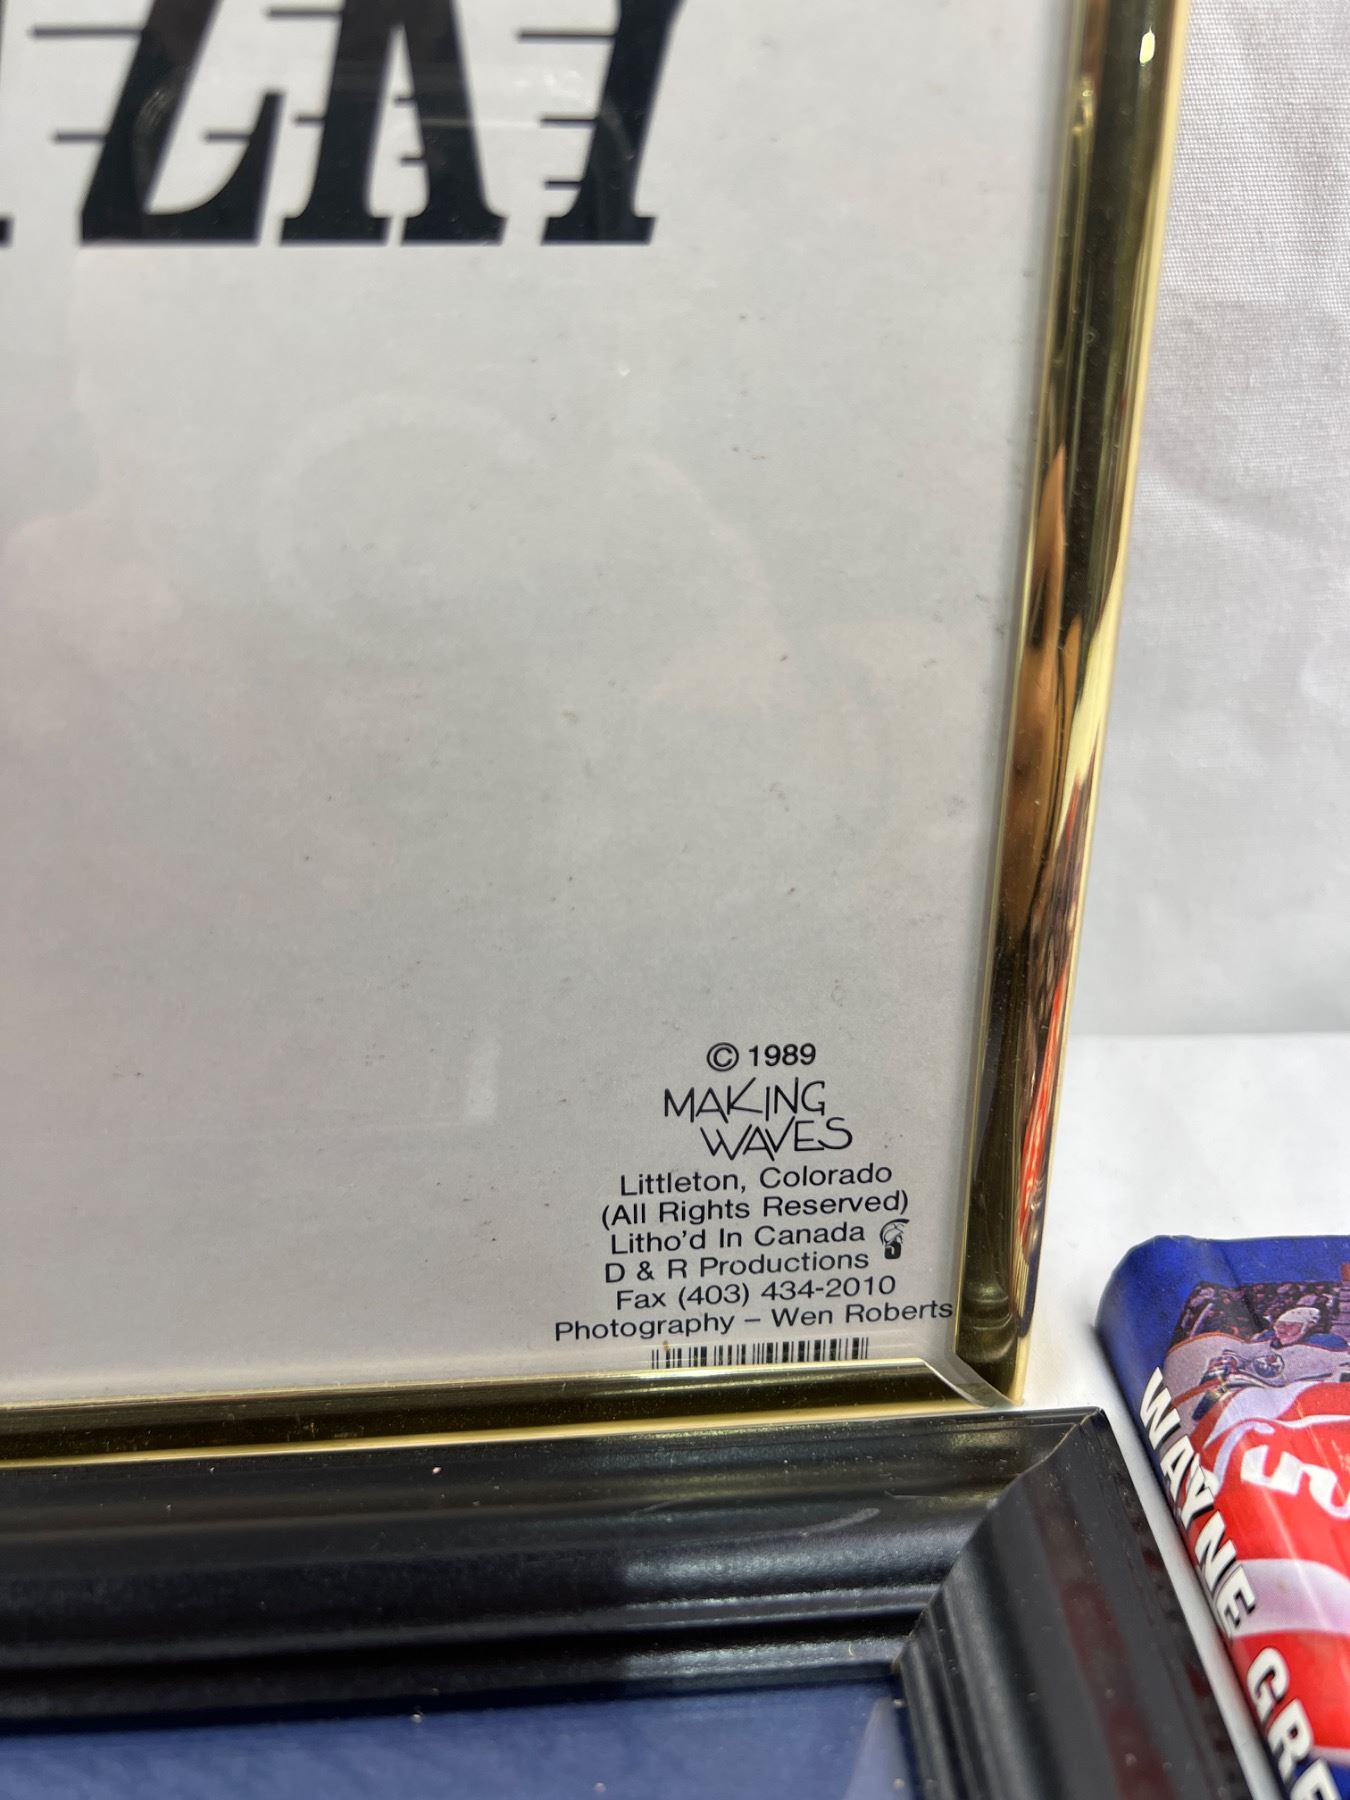 ZAY
© 1989
MAKING
WAVES
Littleton, Colorado
(All Rights Reserved)
Litho'd In Canada
D & R Productions
Fax (403) 434-2010
Photography – Wen Roberts
WAYNE GRE